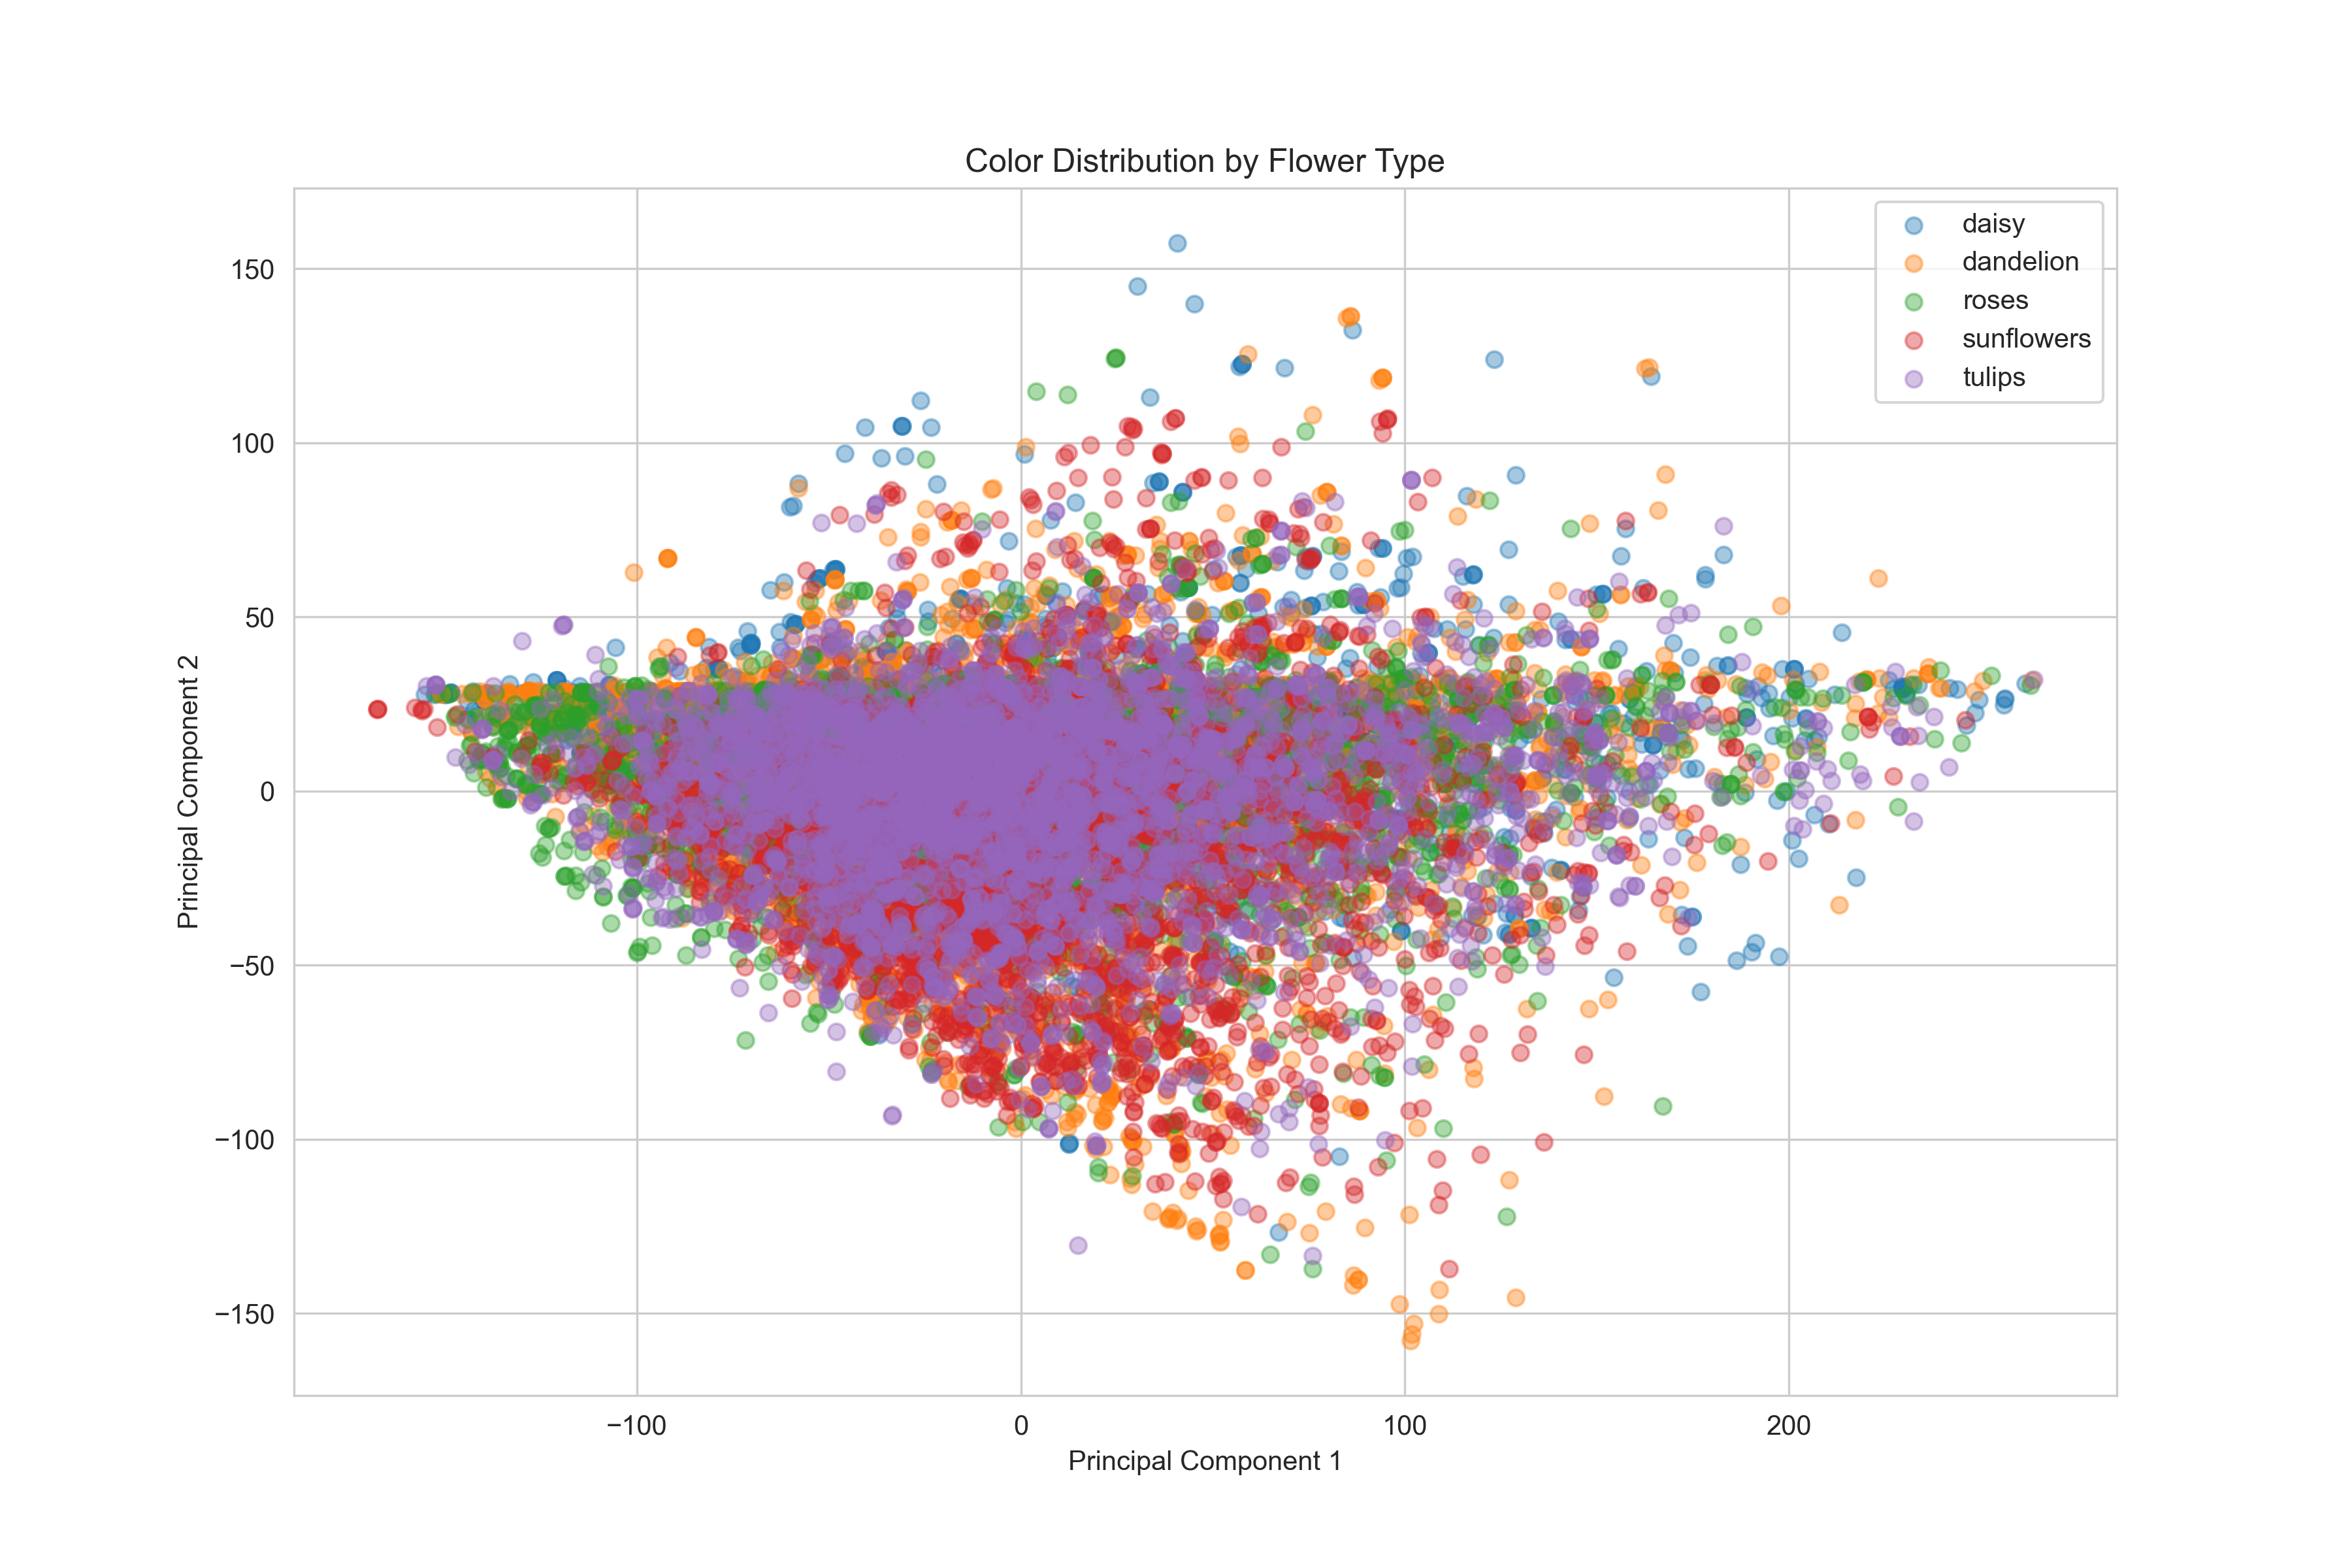 Color Distribution by Flower Type
daisy
dandelion
roses
sunflowers
tulips
150
100
50
0
−50
−100
−150
Principal Component 2
−100
0
100
200
Principal Component 1